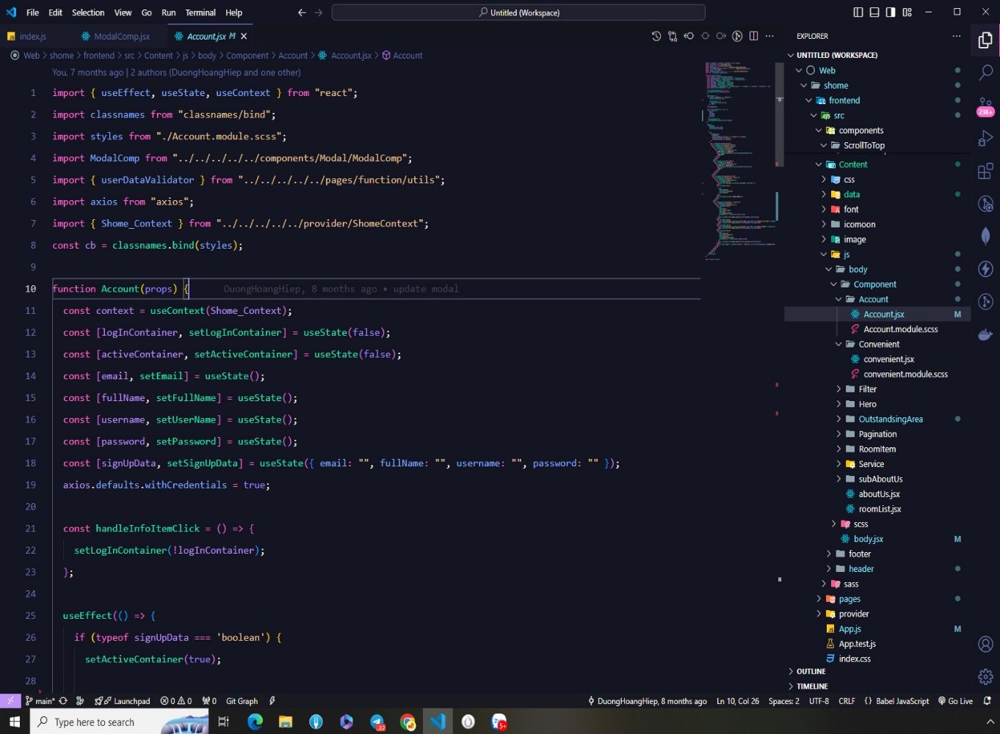 File Edit Selection View Go Run Terminal Help
Untitled (Workspace)
index.js ModalComp.jsx Account.jsx M
Web > shome > frontend > src > Content > js > body > Component > Account > Account.jsx > Account
You, 7 months ago | 2 authors (DuongHoangHiep and one other)
1 import { useEffect, useState, useContext } from "react";
2 import classnames from "classnames/bind";
3 import styles from "./Account.module.scss";
4 import ModalComp from "../../../../../components/Modal/ModalComp";
5 import { userDataValidator } from "../../../../../pages/function/utils";
6 import axios from "axios";
7 import { Shome_Context } from "../../../../../provider/ShomeContext";
8 const cb = classnames.bind(styles);
9
10 function Account(props) { DuongHoangHiep, 8 months ago • update modal
11 const context = useContext(Shome_Context);
12 const [logInContainer, setLogInContainer] = useState(false);
13 const [activeContainer, setActiveContainer] = useState(false);
14 const [email, setEmail] = useState();
15 const [fullName, setFullName] = useState();
16 const [username, setUserName] = useState();
17 const [password, setPassword] = useState();
18 const [signUpData, setSignUpData] = useState({ email: "", fullName: "", username: "", password: "" });
19 axios.defaults.withCredentials = true;
20
21 const handleInfoItemClick = () => {
22 setLogInContainer(!logInContainer);
23 };
24
25 useEffect(() => {
26 if (typeof signUpData === 'boolean') {
27 setActiveContainer(true);
28
EXPLORER
UNTITLED (WORKSPACE)
Web
shome
frontend
src
components
ScrollToTop
Content
css
data
font
icomoon
image
js
body
Component
Account
Account.jsx M
Account.module.scss
Convenient
convenient.jsx
convenient.module.scss
Filter
Hero
OutstandsingArea
Pagination
RoomItem
Service
subAboutUs
aboutUs.jsx
roomList.jsx
scss
body.jsx M
footer
header
sass
pages
provider
App.js M
App.test.js
index.css
OUTLINE
TIMELINE
23K+
main* Launchpad 0 0 0 Git Graph
DuongHoangHiep, 8 months ago Ln 10, Col 26 Spaces: 2 UTF-8 CRLF {} Babel JavaScript Go Live
Type here to search
32
5+